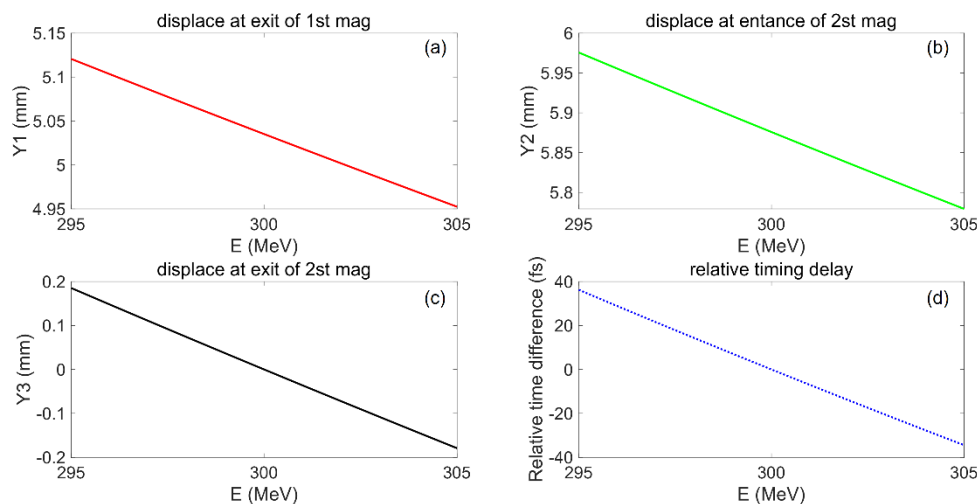 displace at exit of 1st mag
(a)
5.15
5.1
5.05
5
4.95
Y1 (mm)
295
300
305
E (MeV)
displace at entance of 2st mag
(b)
6
5.95
5.9
5.85
5.8
Y2 (mm)
295
300
305
E (MeV)
displace at exit of 2st mag
(c)
0.2
0.1
0
-0.1
-0.2
Y3 (mm)
295
300
305
E (MeV)
relative timing delay
(d)
40
20
0
-20
-40
Relative time difference (fs)
295
300
305
E (MeV)